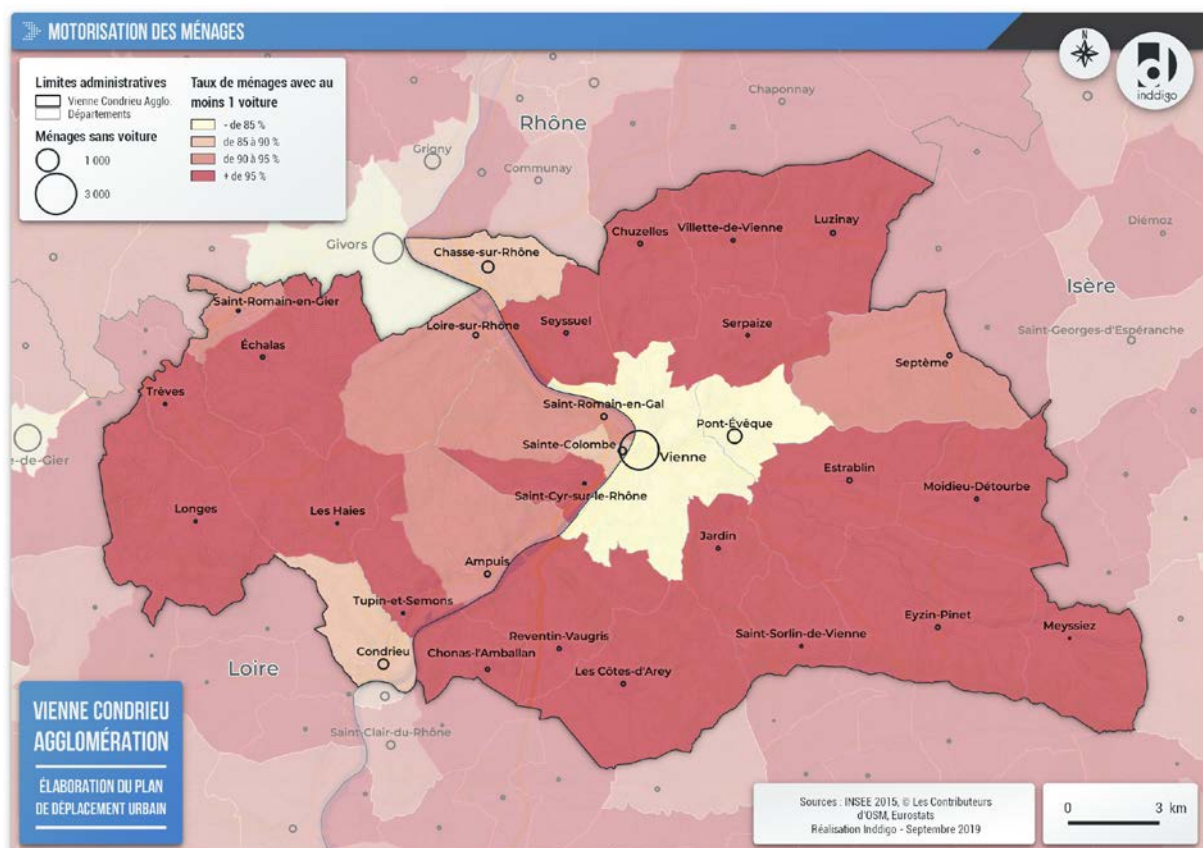 MOTORISATION DES MÉNAGES
N
inddigo
Limites administratives
Vienne Condrieu Agglo.
Départements
Ménages sans voiture
1 000
3 000
Taux de ménages avec au
moins 1 voiture
- de 85 %
de 85 à 90 %
de 90 à 95 %
+ de 95 %
Chaponnay
Rhône
Grigny
Communay
Givors
Chasse-sur-Rhône
Chuzelles
Villette-de-Vienne
Luzinay
Diémoz
Isère
Saint-Romain-en-Gier
Loire-sur-Rhône
Seyssuel
Serpaize
Saint-Georges-d'Espéranche
Échalas
Septème
Trèves
Saint-Romain-en-Gal
Pont-Évêque
Sainte-Colombe
Vienne
e-de-Gier
Estrablin
Saint-Cyr-sur-le-Rhône
Moidieu-Détourbe
Longes
Les Haies
Jardin
Ampuis
Tupin-et-Semons
Eyzin-Pinet
Meyssiez
Reventin-Vaugris
Saint-Sorlin-de-Vienne
Condrieu
Chonas-l'Amballan
Les Côtes-d'Arey
Loire
Saint-Clair-du-Rhône
VIENNE CONDRIEU
AGGLOMÉRATION
ÉLABORATION DU PLAN
DE DÉPLACEMENT URBAIN
Sources : INSEE 2015, © Les Contributeurs
d'OSM, Eurostats
Réalisation Inddigo - Septembre 2019
0 3 km